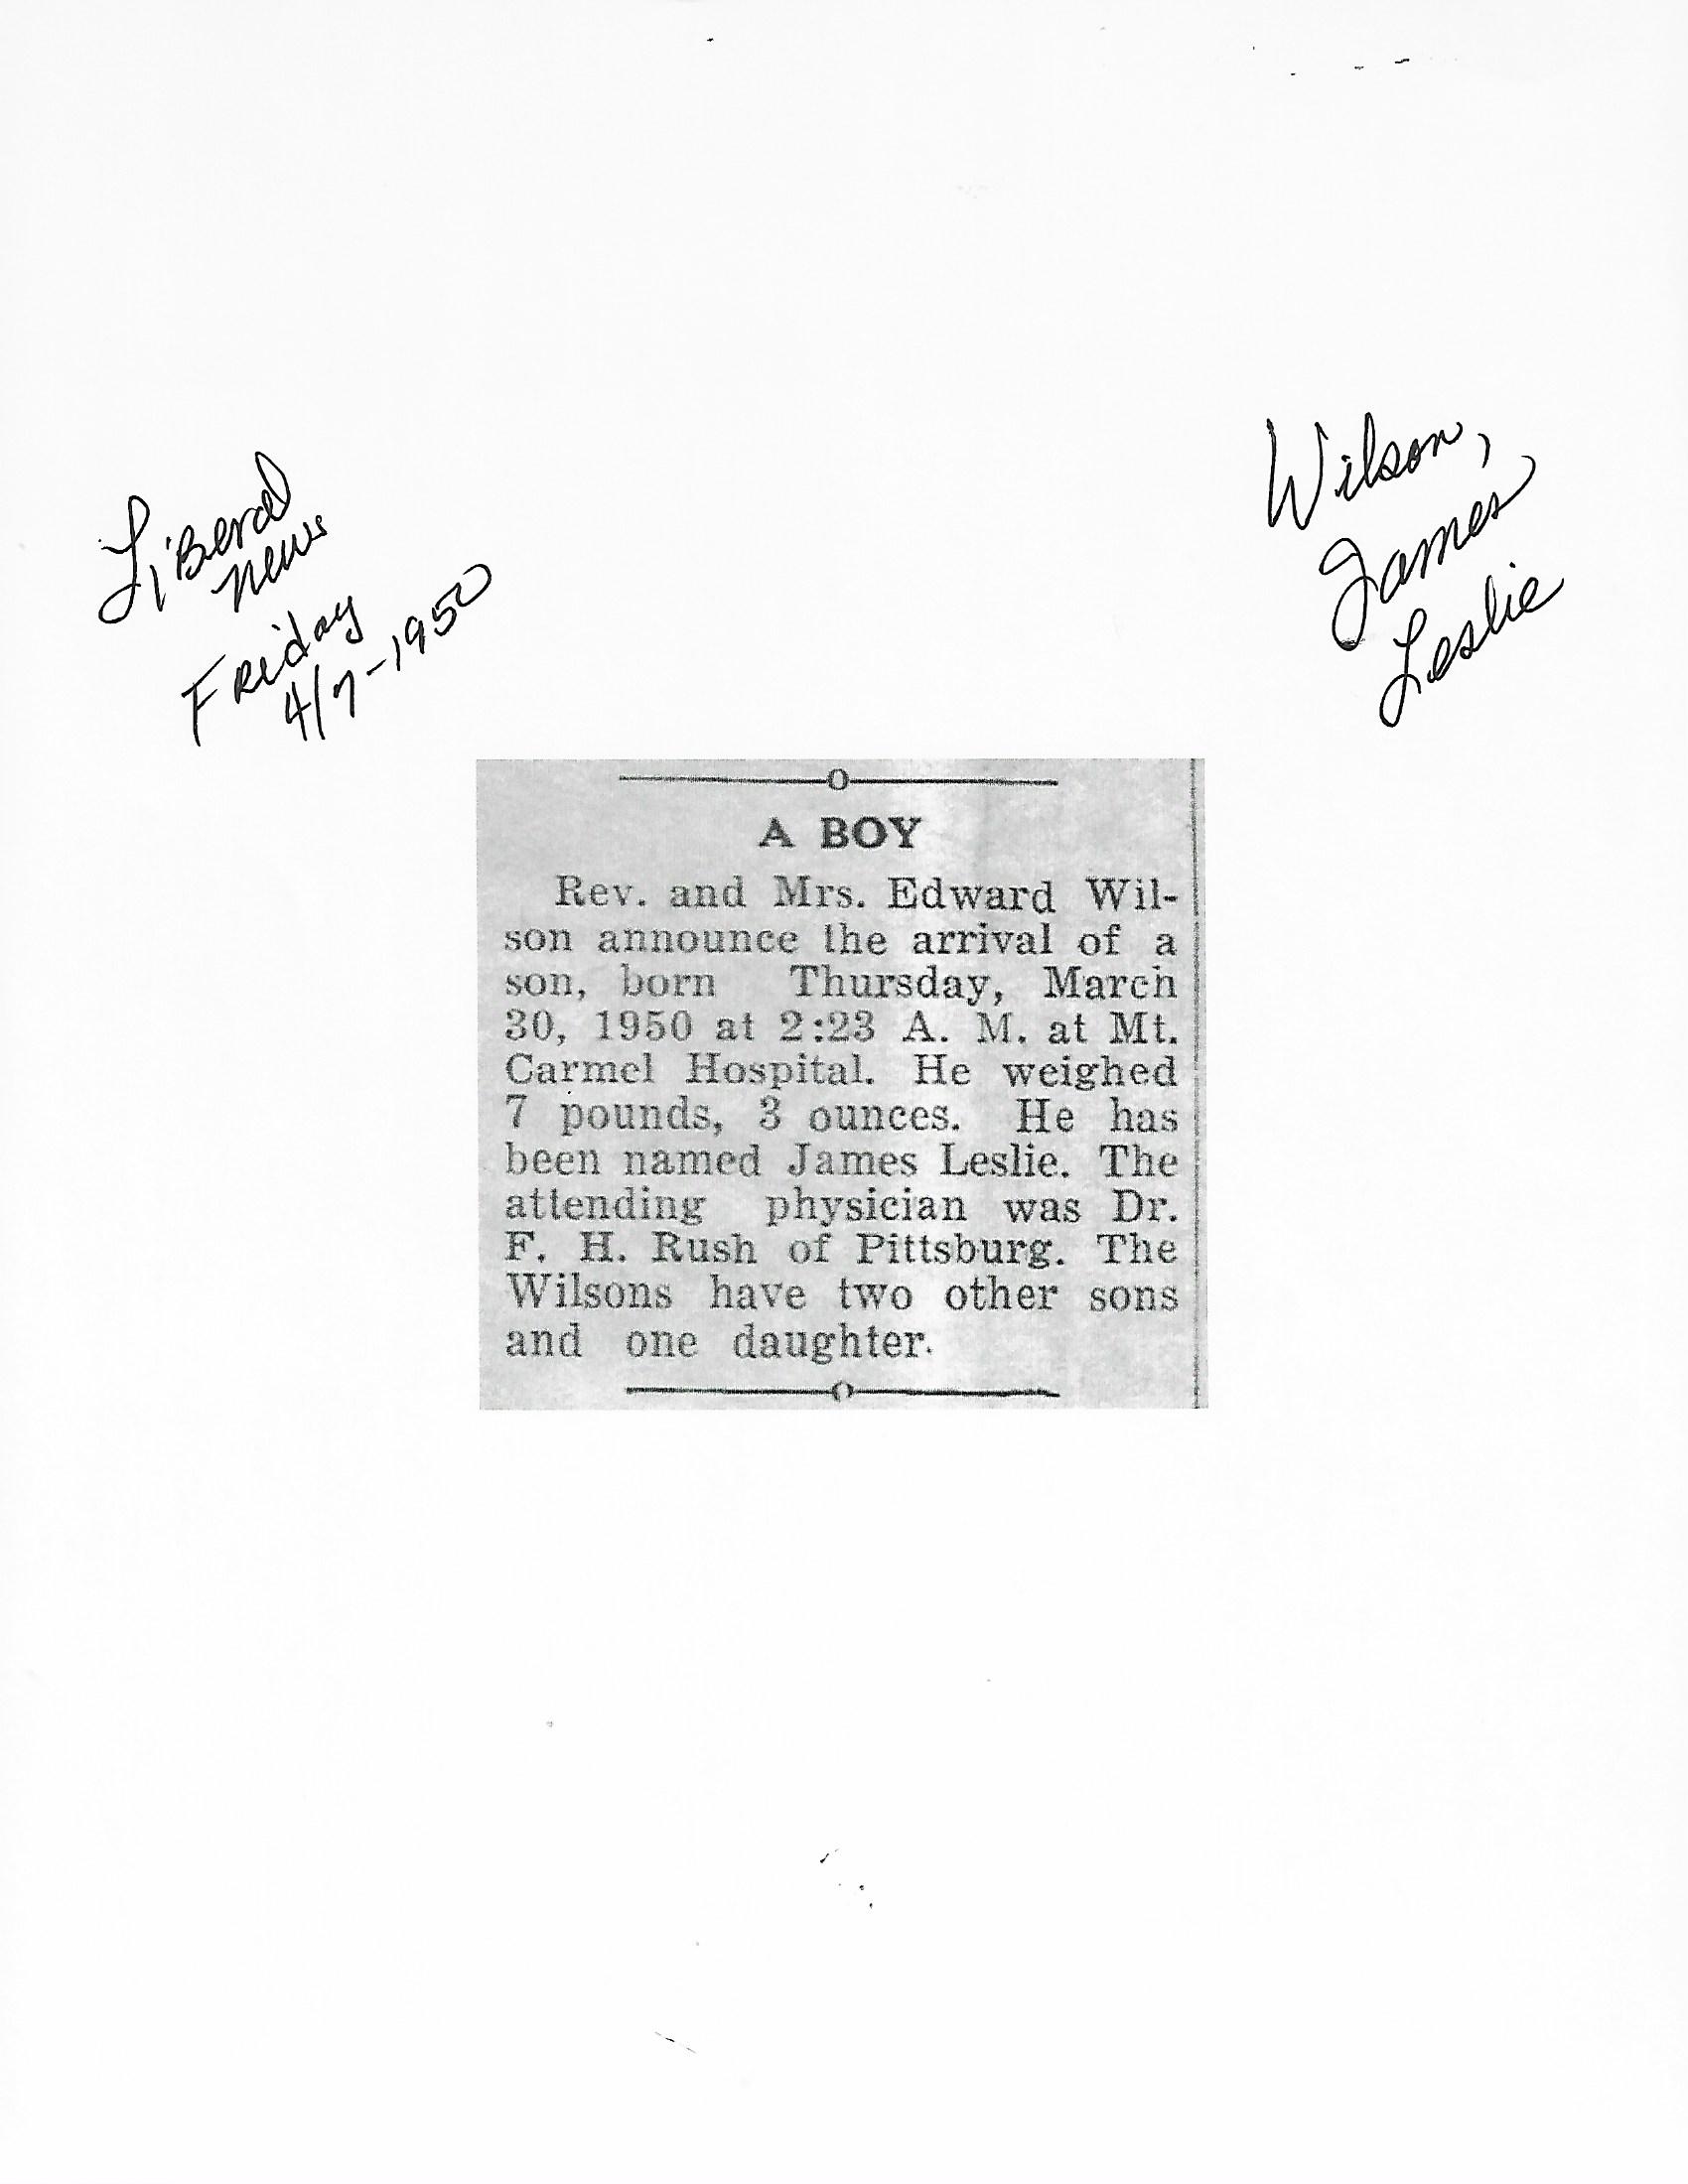 Liberal
News
Friday
4/7-1950
Wilson,
James
Leslie
A BOY
Rev. and Mrs. Edward Wil-
son announce the arrival of a
son, born Thursday, March
30, 1950 at 2:23 A. M. at Mt.
Carmel Hospital. He weighed
7 pounds, 3 ounces. He has
been named James Leslie. The
attending physician was Dr.
F. H. Rush of Pittsburg. The
Wilsons have two other sons
and one daughter.